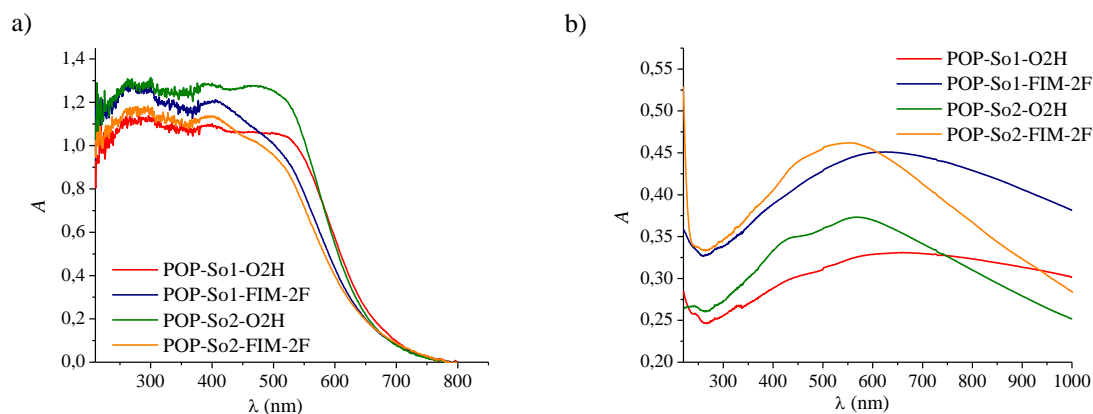 a)
1,4
1,2
1,0
0,8
0,6
0,4
0,2
0,0
A
300
400
500
600
700
800
λ (nm)
POP-So1-O2H
POP-So1-FIM-2F
POP-So2-O2H
POP-So2-FIM-2F
b)
0,55
0,50
0,45
0,40
0,35
0,30
0,25
0,20
A
300
400
500
600
700
800
900
1000
λ (nm)
POP-So1-O2H
POP-So1-FIM-2F
POP-So2-O2H
POP-So2-FIM-2F